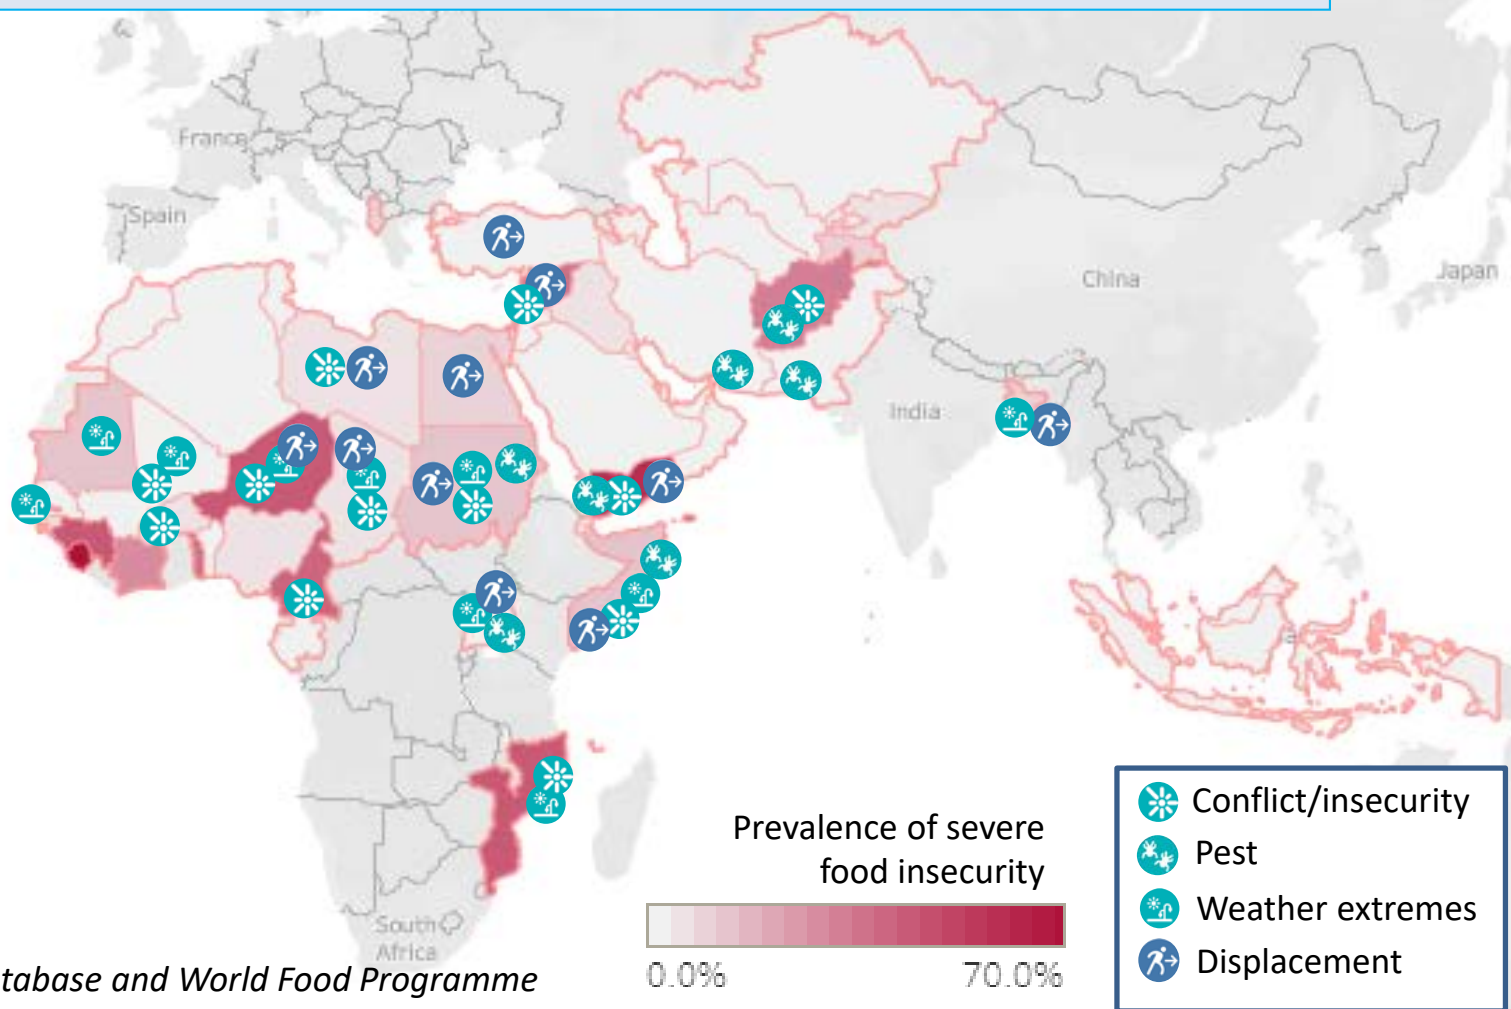 France
Spain
China
Japan
India
South
Africa
Prevalence of severe
food insecurity
0.0%
70.0%
Conflict/insecurity
Pest
Weather extremes
Displacement
tabase and World Food Programme